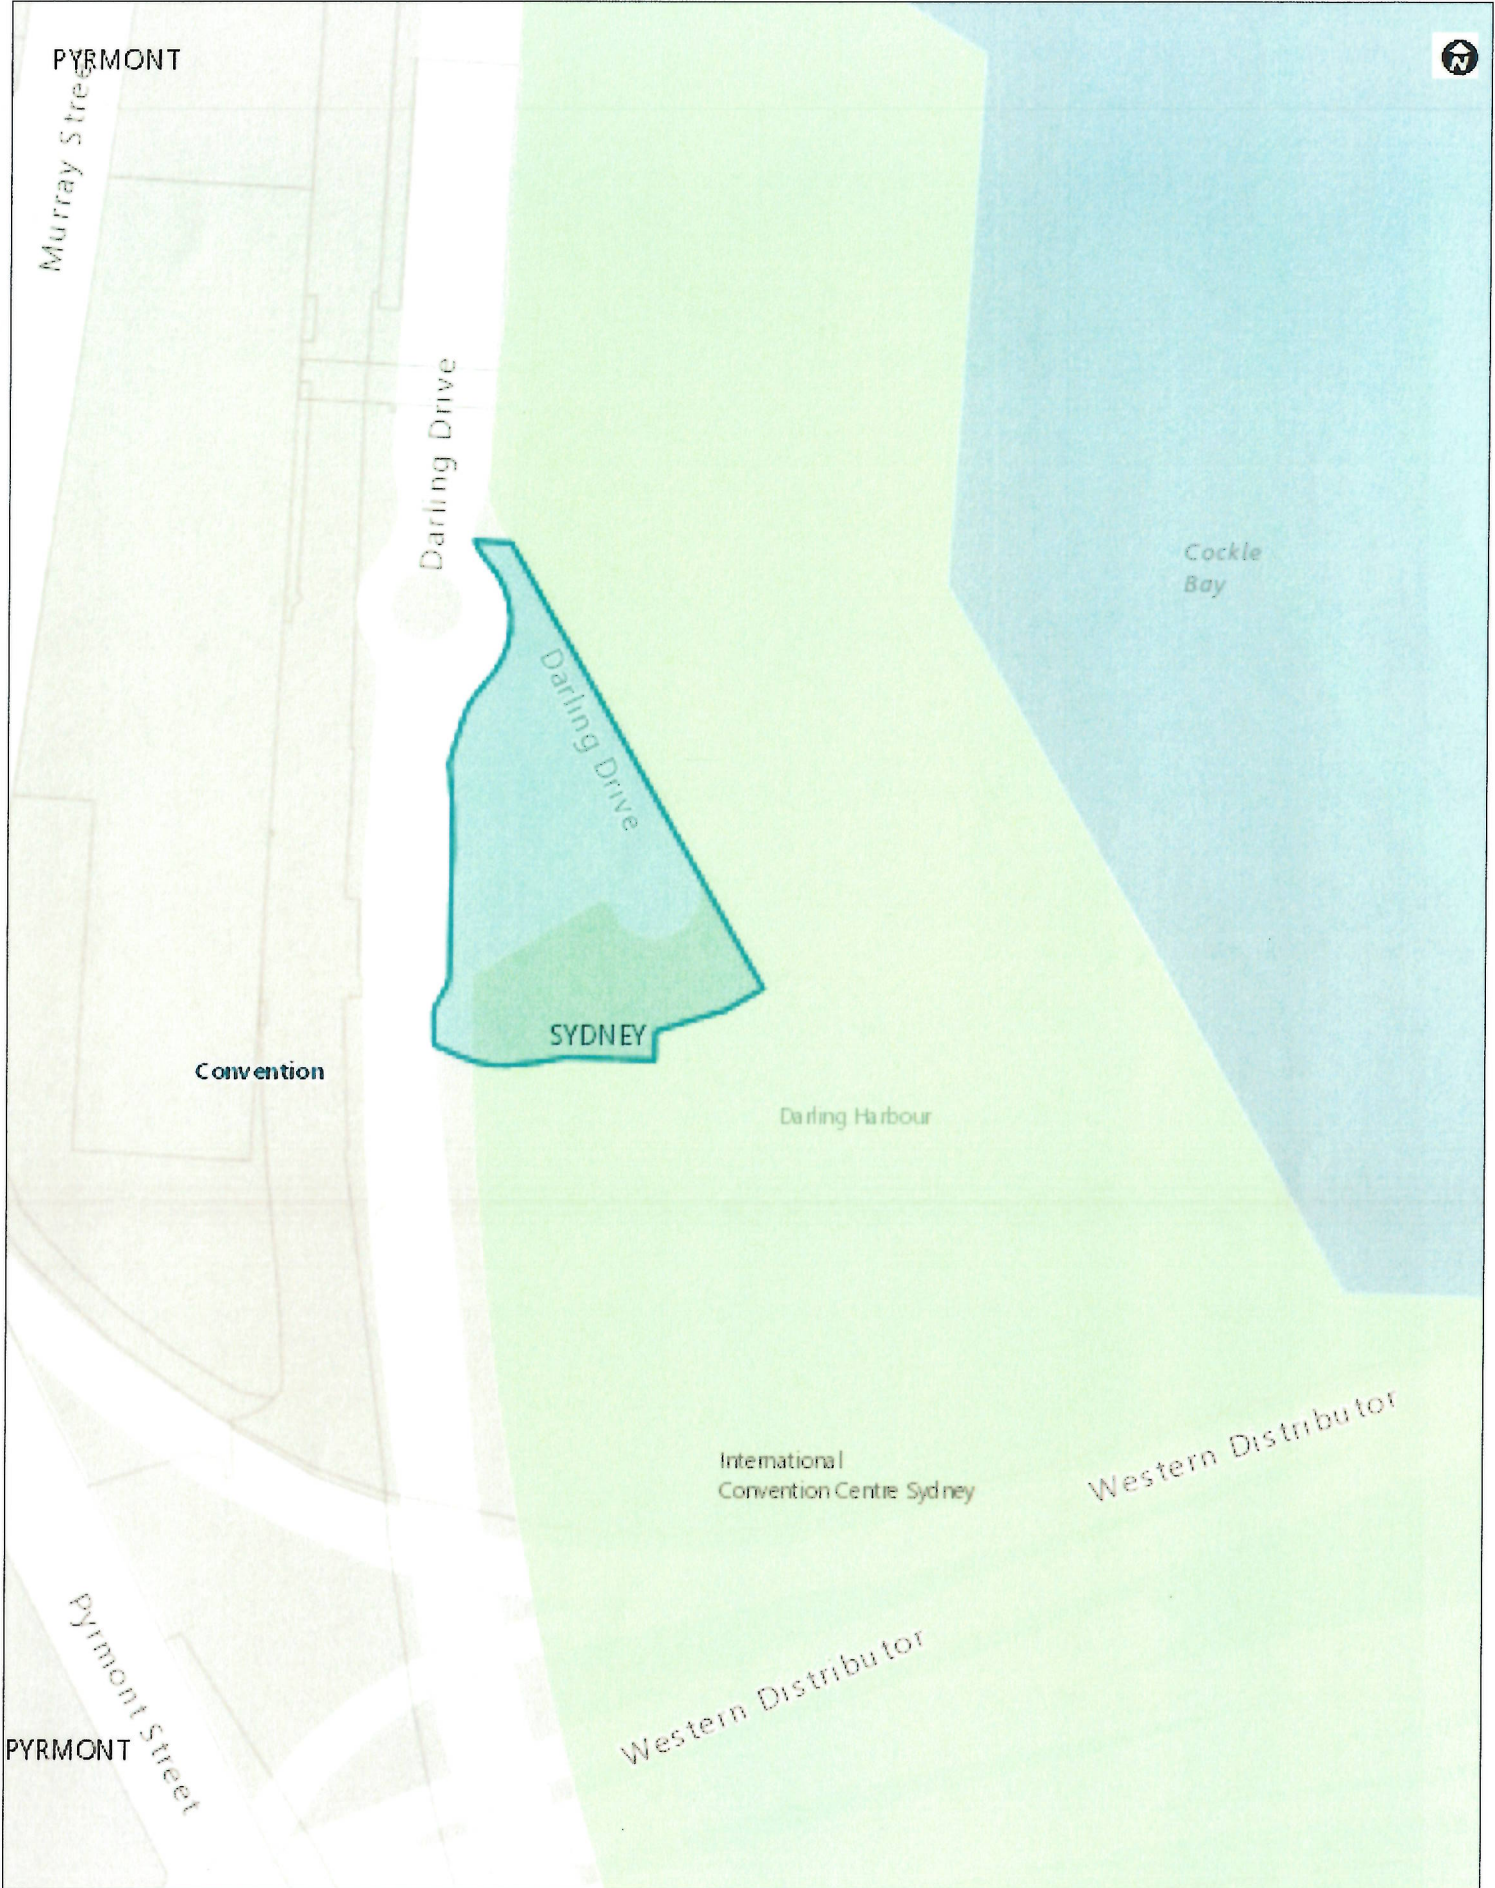 PYRMONT
N
Murray Street
Darling Drive
Cockle
Bay
Darling Drive
SYDNEY
Convention
Darling Harbour
International
Convention Centre Sydney
Western Distributor
Western Distributor
Pyrmont Street
PYRMONT